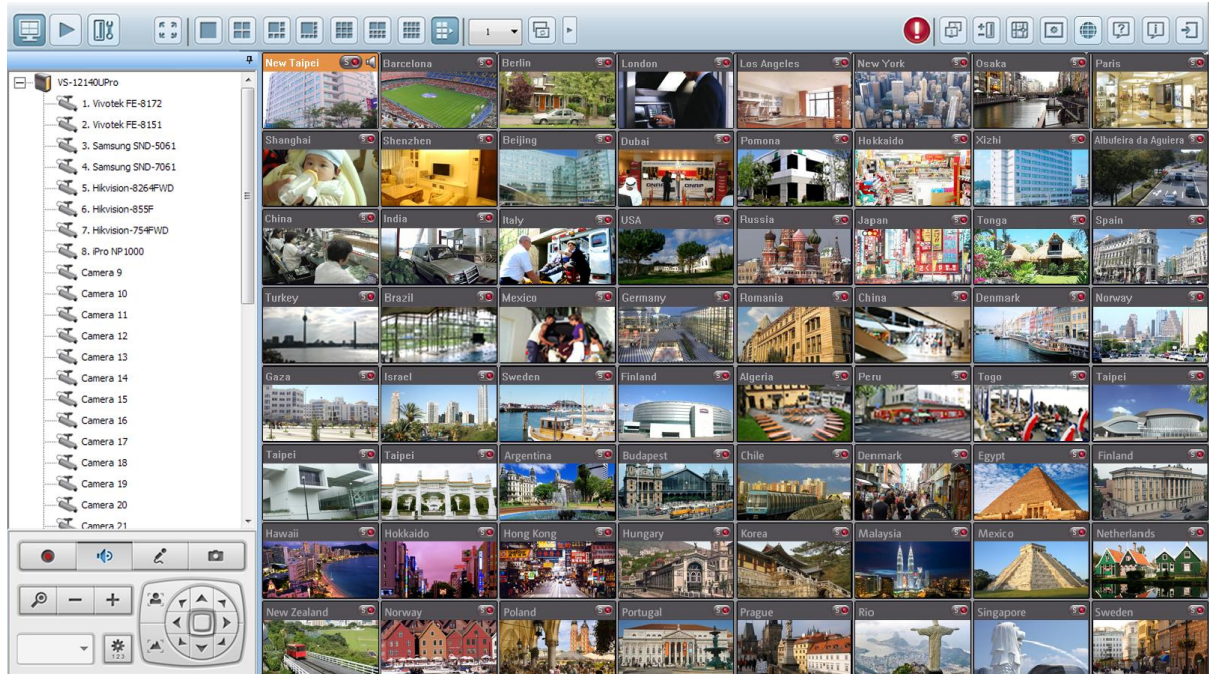 1
VS-12140UPro
1. Vivotek FE-8172
2. Vivotek FE-8151
3. Samsung SND-5061
4. Samsung SND-7061
5. Hikvision-8264FWD
6. Hikvision-855F
7. Hikvision-754FWD
8. iPro NP1000
Camera 9
Camera 10
Camera 11
Camera 12
Camera 13
Camera 14
Camera 15
Camera 16
Camera 17
Camera 18
Camera 19
Camera 20
Camera 21
123
New Taipei Barcelona Berlin London Los Angeles New York Osaka Paris
Shanghai Shenzhen Beijing Dubai Pomona Hokkaido Xizhi Albufeira da Aguiera
China India Italy USA Russia Japan Tonga Spain
Turkey Brazil Mexico Germany Romania China Denmark Norway
Gaza Israel Sweden Finland Algeria Peru Togo Taipei
Taipei Taipei Argentina Budapest Chile Denmark Egypt Finland
Hawaii Hokkaido Hong Kong Hungary Korea Malaysia Mexico Netherlands
New Zealand Norway Poland Portugal Prague Rio Singapore Sweden